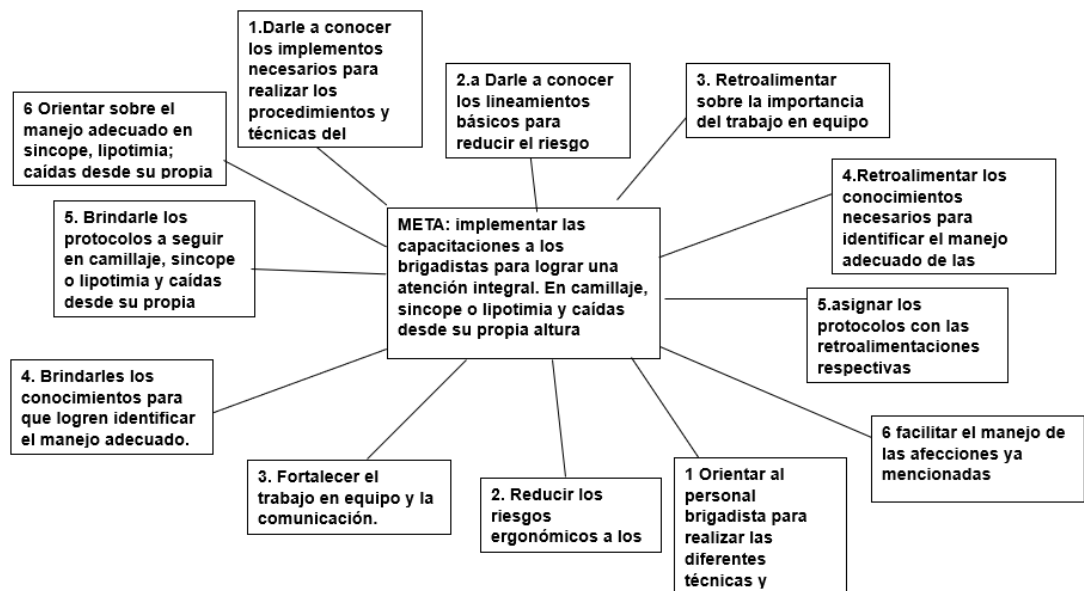 1.Darle a conocer
los implementos
necesarios para
realizar los
procedimientos y
técnicas del
2.a Darle a conocer
los lineamientos
básicos para
reducir el riesgo
3. Retroalimentar
sobre la importancia
del trabajo en equipo
6 Orientar sobre el
manejo adecuado en
sincope, lipotimia;
caídas desde su propia
4.Retroalimentar los
conocimientos
necesarios para
identificar el manejo
adecuado de las
5. Brindarle los
protocolos a seguir
en camillaje, sincope
o lipotimia y caídas
desde su propia
META: implementar las
capacitaciones a los
brigadistas para lograr una
atención integral. En camillaje,
sincope o lipotimia y caídas
desde su propia altura
5.asignar los
protocolos con las
retroalimentaciones
respectivas
4. Brindarles los
conocimientos para
que logren identificar
el manejo adecuado.
6 facilitar el manejo de
las afecciones ya
mencionadas
3. Fortalecer el
trabajo en equipo y la
comunicación.
2. Reducir los
riesgos
ergonómicos a los
1 Orientar al
personal
brigadista para
realizar las
diferentes
técnicas y